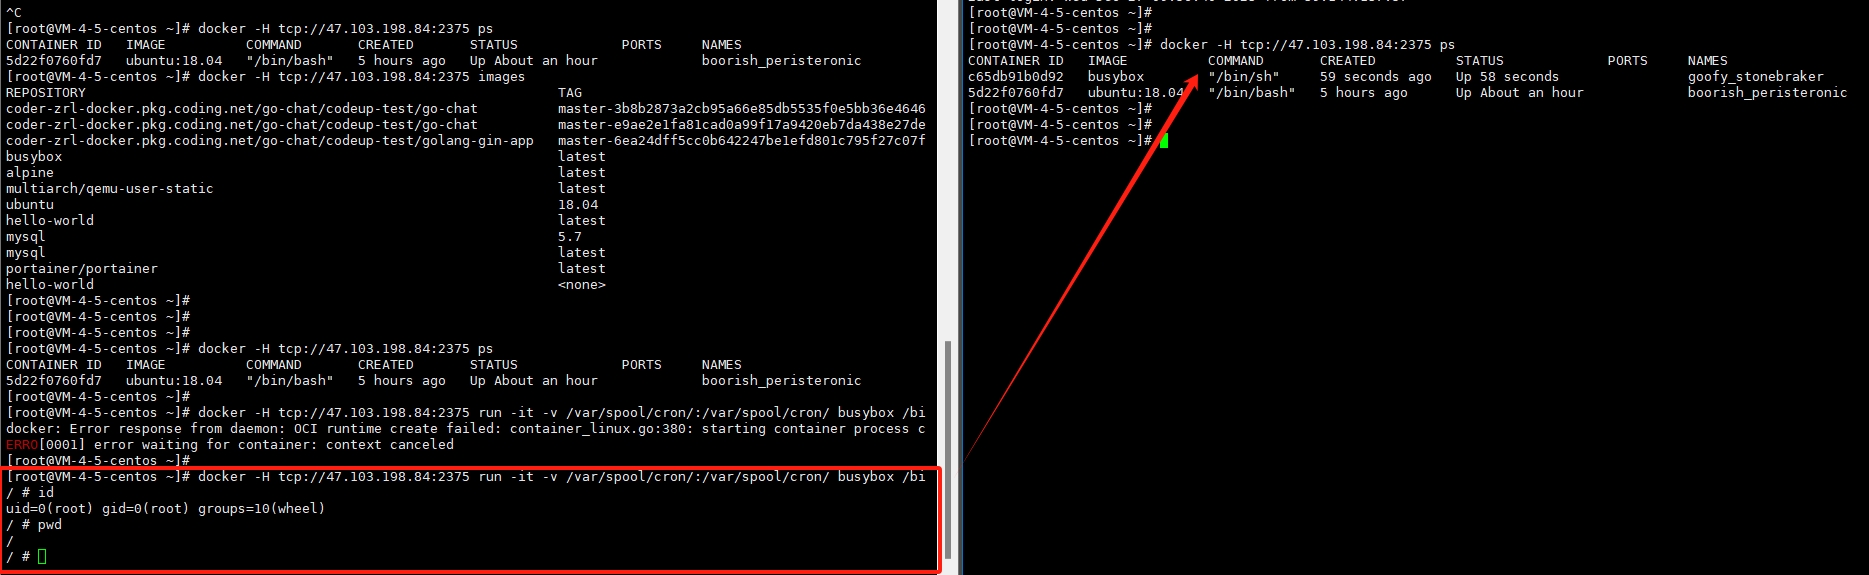 ^C
[root@VM-4-5-centos ~]# docker -H tcp://47.103.198.84:2375 ps
CONTAINER ID   IMAGE          COMMAND       CREATED       STATUS             PORTS     NAMES
5d22f0760fd7   ubuntu:18.04   "/bin/bash"   5 hours ago   Up About an hour             boorish_peristeronic
[root@VM-4-5-centos ~]# docker -H tcp://47.103.198.84:2375 images
REPOSITORY                                                           TAG
coder-zrl-docker.pkg.coding.net/go-chat/codeup-test/go-chat          master-3b8b2873a2cb95a66e85db5535f0e5bb36e4646
coder-zrl-docker.pkg.coding.net/go-chat/codeup-test/go-chat          master-e9ae2e1fa81cad0a99f17a9420eb7da438e27de
coder-zrl-docker.pkg.coding.net/go-chat/codeup-test/golang-gin-app   master-6ea24dff5cc0b642247be1efd801c795f27c07f
busybox                                                              latest
alpine                                                               latest
multiarch/qemu-user-static                                           latest
ubuntu                                                               18.04
hello-world                                                          latest
mysql                                                                5.7
mysql                                                                latest
portainer/portainer                                                  latest
hello-world                                                          <none>
[root@VM-4-5-centos ~]#
[root@VM-4-5-centos ~]#
[root@VM-4-5-centos ~]#
[root@VM-4-5-centos ~]# docker -H tcp://47.103.198.84:2375 ps
CONTAINER ID   IMAGE          COMMAND       CREATED       STATUS             PORTS     NAMES
5d22f0760fd7   ubuntu:18.04   "/bin/bash"   5 hours ago   Up About an hour             boorish_peristeronic
[root@VM-4-5-centos ~]#
[root@VM-4-5-centos ~]# docker -H tcp://47.103.198.84:2375 run -it -v /var/spool/cron/:/var/spool/cron/ busybox /bi
docker: Error response from daemon: OCI runtime create failed: container_linux.go:380: starting container process c
ERRO[0001] error waiting for container: context canceled
[root@VM-4-5-centos ~]#
[root@VM-4-5-centos ~]# docker -H tcp://47.103.198.84:2375 run -it -v /var/spool/cron/:/var/spool/cron/ busybox /bi
/ # id
uid=0(root) gid=0(root) groups=10(wheel)
/ # pwd
/
/ #
[root@VM-4-5-centos ~]#
[root@VM-4-5-centos ~]#
[root@VM-4-5-centos ~]# docker -H tcp://47.103.198.84:2375 ps
CONTAINER ID   IMAGE          COMMAND       CREATED          STATUS             PORTS     NAMES
c65db91b0d92   busybox        "/bin/sh"     59 seconds ago   Up 58 seconds                goofy_stonebraker
5d22f0760fd7   ubuntu:18.04   "/bin/bash"   5 hours ago      Up About an hour             boorish_peristeronic
[root@VM-4-5-centos ~]#
[root@VM-4-5-centos ~]#
[root@VM-4-5-centos ~]#